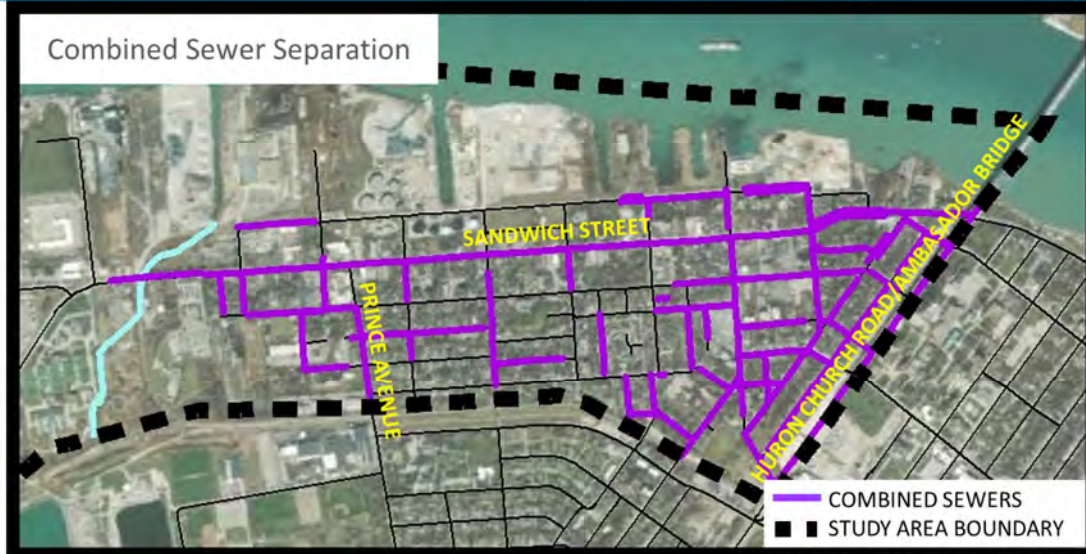 Combined Sewer Separation
SANDWICH STREET
PRINCE AVENUE
HURON CHURCH ROAD/AMBASADOR BRIDGE
COMBINED SEWERS
STUDY AREA BOUNDARY